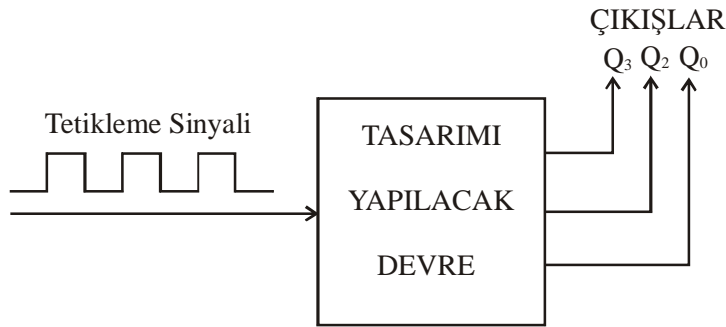 ÇIKIŞLAR
Q3 Q2 Q0
Tetikleme Sinyali
TASARIMI
YAPILACAK
DEVRE